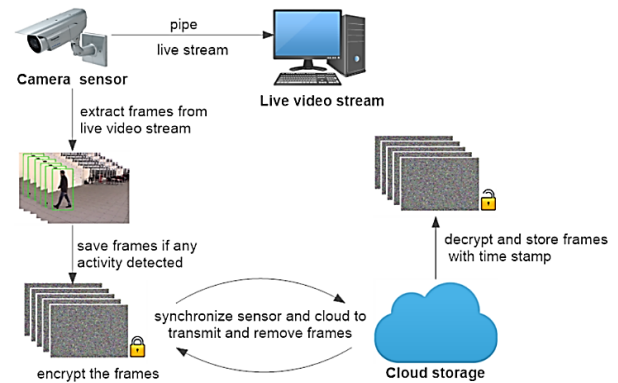 pipe
live stream
Camera sensor
Live video stream
extract frames from
live video stream
save frames if any
activity detected
decrypt and store frames
with time stamp
synchronize sensor and cloud to
transmit and remove frames
encrypt the frames
Cloud storage